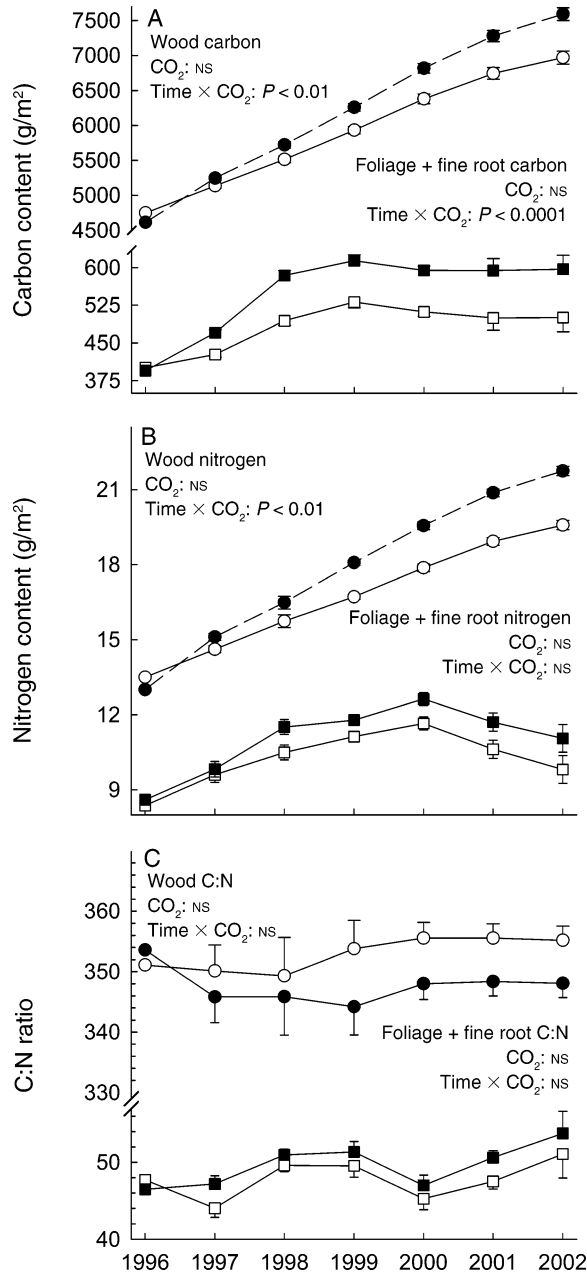 A
Wood carbon
CO₂: NS
Time × CO₂: P < 0.01
Foliage + fine root carbon
CO₂: NS
Time × CO₂: P < 0.0001
Carbon content (g/m²)
7500
7000
6500
6000
5500
5000
4500
600
525
450
375
B
Wood nitrogen
CO₂: NS
Time × CO₂: P < 0.01
Foliage + fine root nitrogen
CO₂: NS
Time × CO₂: NS
Nitrogen content (g/m²)
21
18
15
12
9
C
Wood C:N
CO₂: NS
Time × CO₂: NS
Foliage + fine root C:N
CO₂: NS
Time × CO₂: NS
C:N ratio
360
350
340
330
50
40
1996 1997 1998 1999 2000 2001 2002